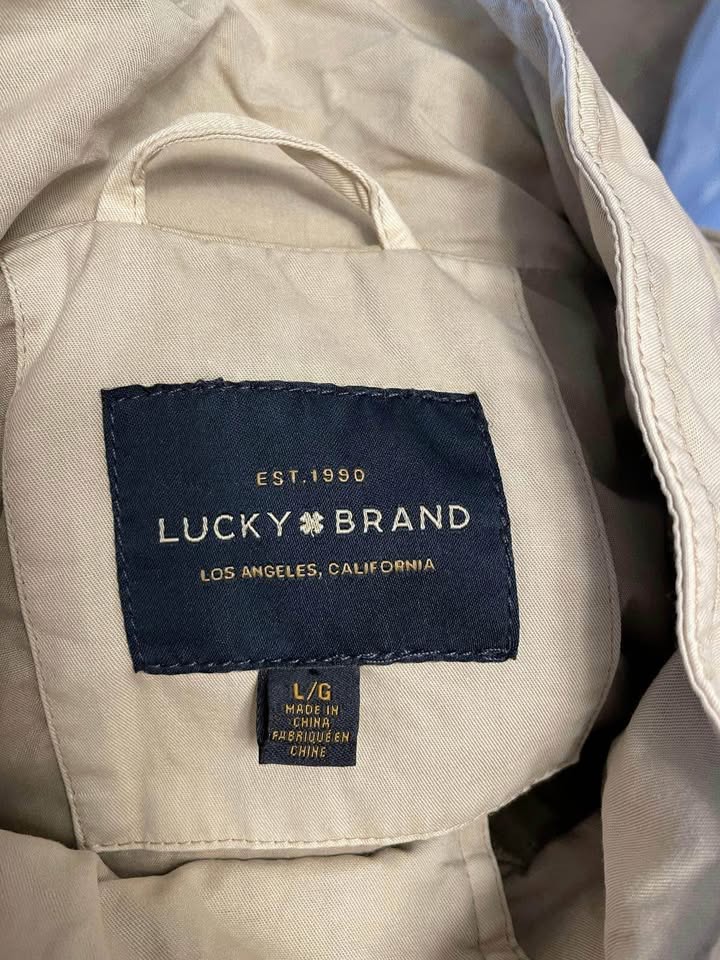 EST.1990
LUCKY BRAND
LOS ANGELES, CALIFORNIA
L/G
MADE IN
CHINA
FABRIQUÉ EN
CHINE